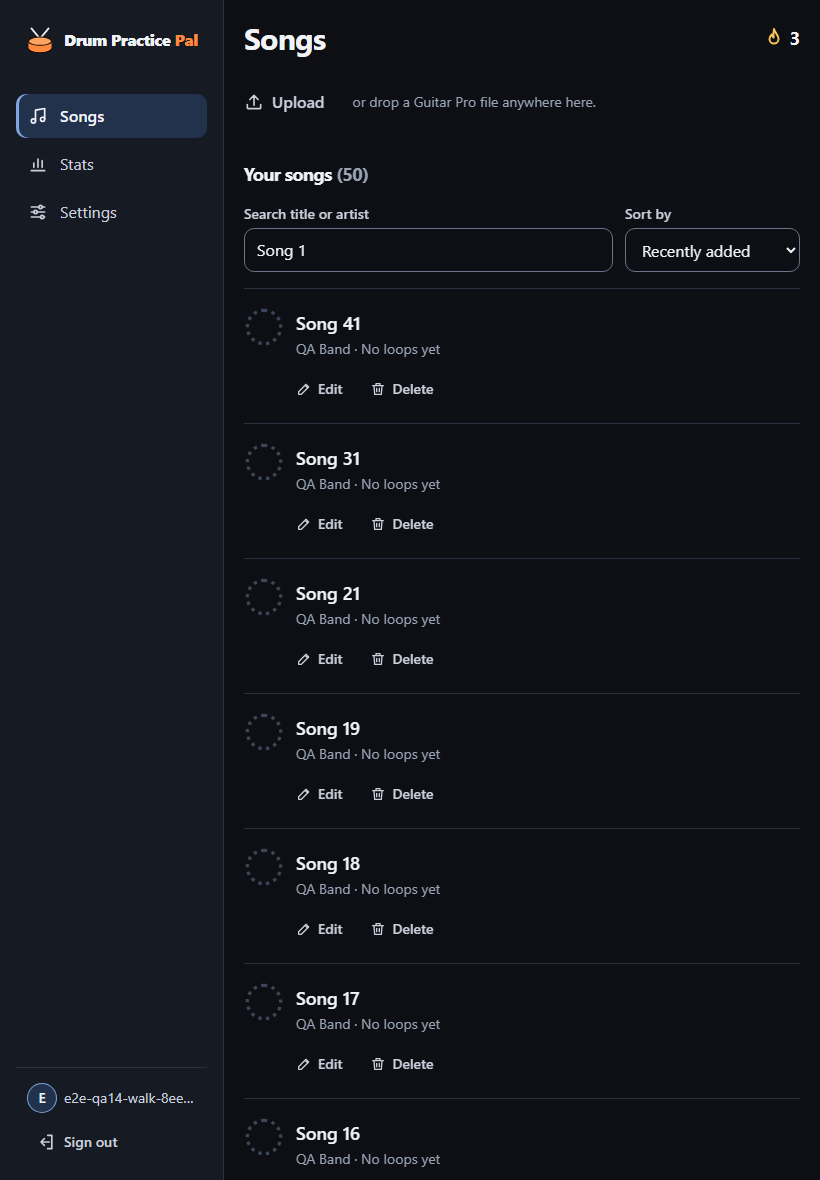 Drum Practice Pal
Songs
Stats
Settings
e2e-qa14-walk-8ee...
E
Sign out
Songs
3
Upload
or drop a Guitar Pro file anywhere here.
Your songs (50)
Search title or artist
Sort by
Song 1
Recently added
Song 41
QA Band · No loops yet
Edit
Delete
Song 31
QA Band · No loops yet
Edit
Delete
Song 21
QA Band · No loops yet
Edit
Delete
Song 19
QA Band · No loops yet
Edit
Delete
Song 18
QA Band · No loops yet
Edit
Delete
Song 17
QA Band · No loops yet
Edit
Delete
Song 16
QA Band · No loops yet